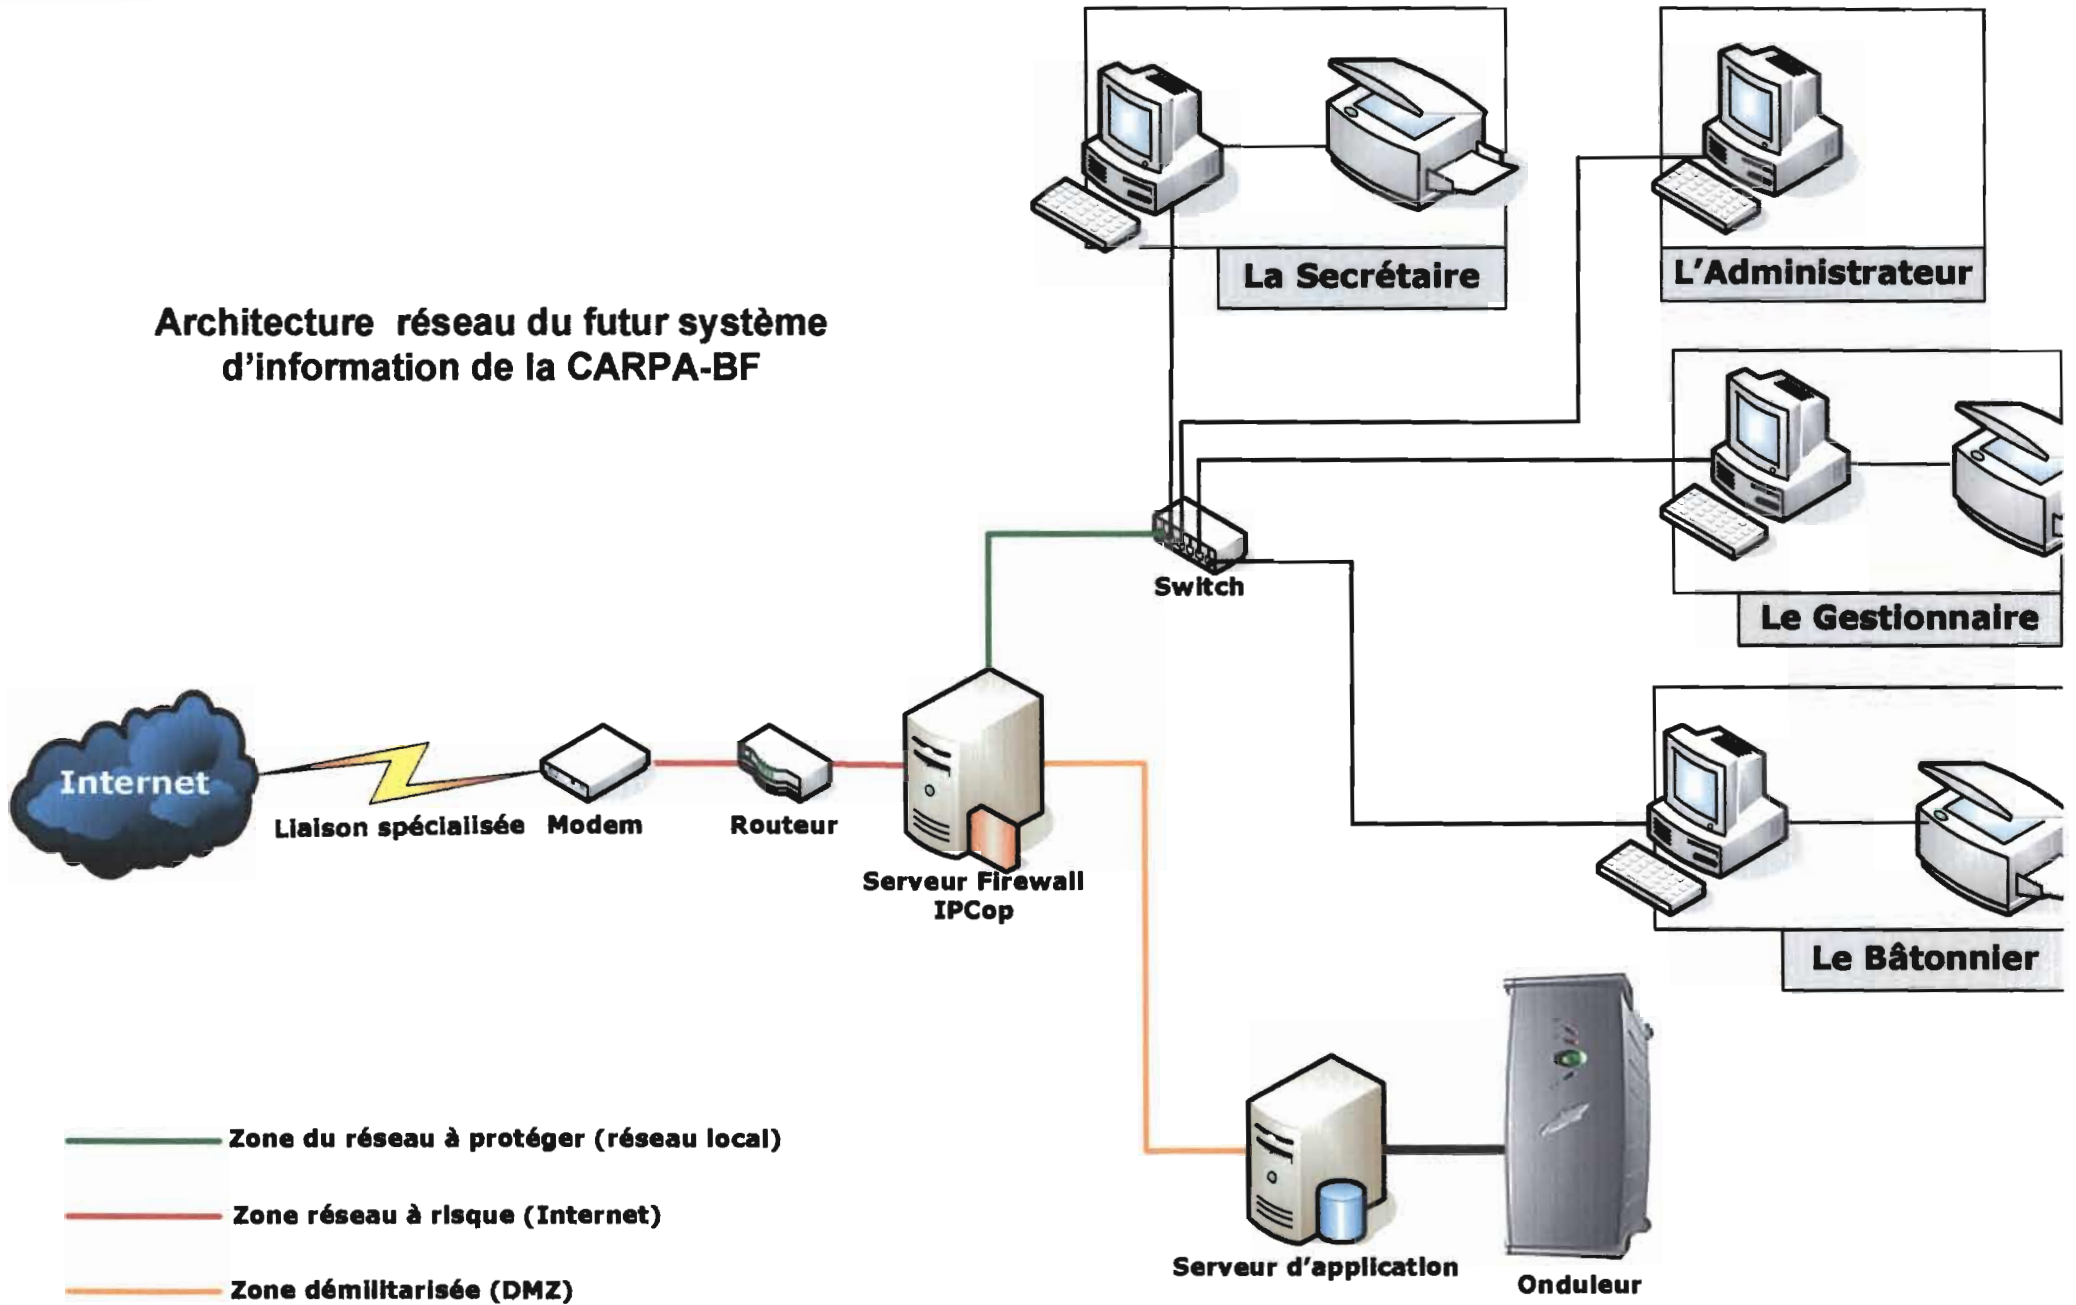 La Secrétaire
L'Administrateur
Architecture réseau du futur système
d'information de la CARPA-BF
Le Gestionnaire
Switch
Internet
Liaison spécialisée
Modem
Routeur
Serveur Firewall
IPCop
Le Bâtonnier
Zone du réseau à protéger (réseau local)
Zone réseau à risque (Internet)
Zone démilitarisée (DMZ)
Serveur d'application
Onduleur